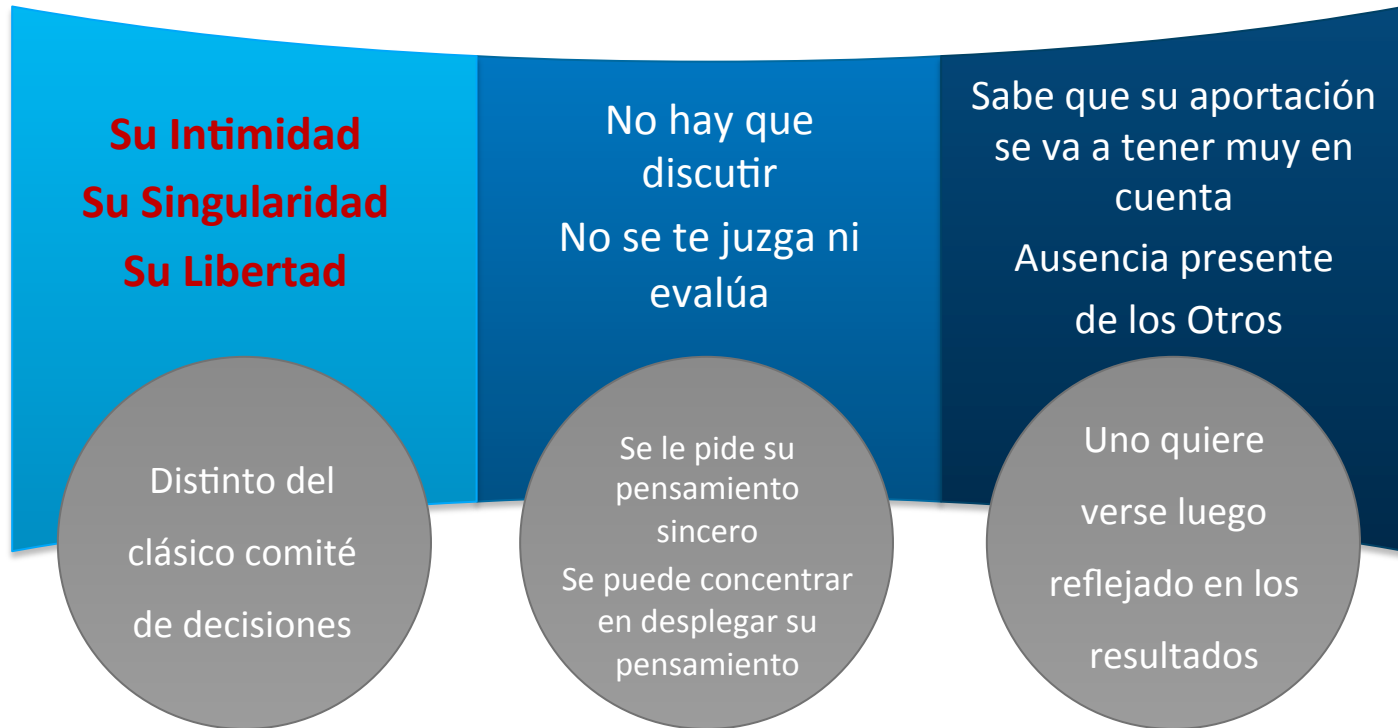 Su Intimidad
Su Singularidad
Su Libertad
No hay que
discutir
No se te juzga ni
evalúa
Sabe que su aportación
se va a tener muy en
cuenta
Ausencia presente
de los Otros
Distinto del
clásico comité
de decisiones
Se le pide su
pensamiento
sincero
Se puede concentrar
en desplegar su
pensamiento
Uno quiere
verse luego
reflejado en los
resultados